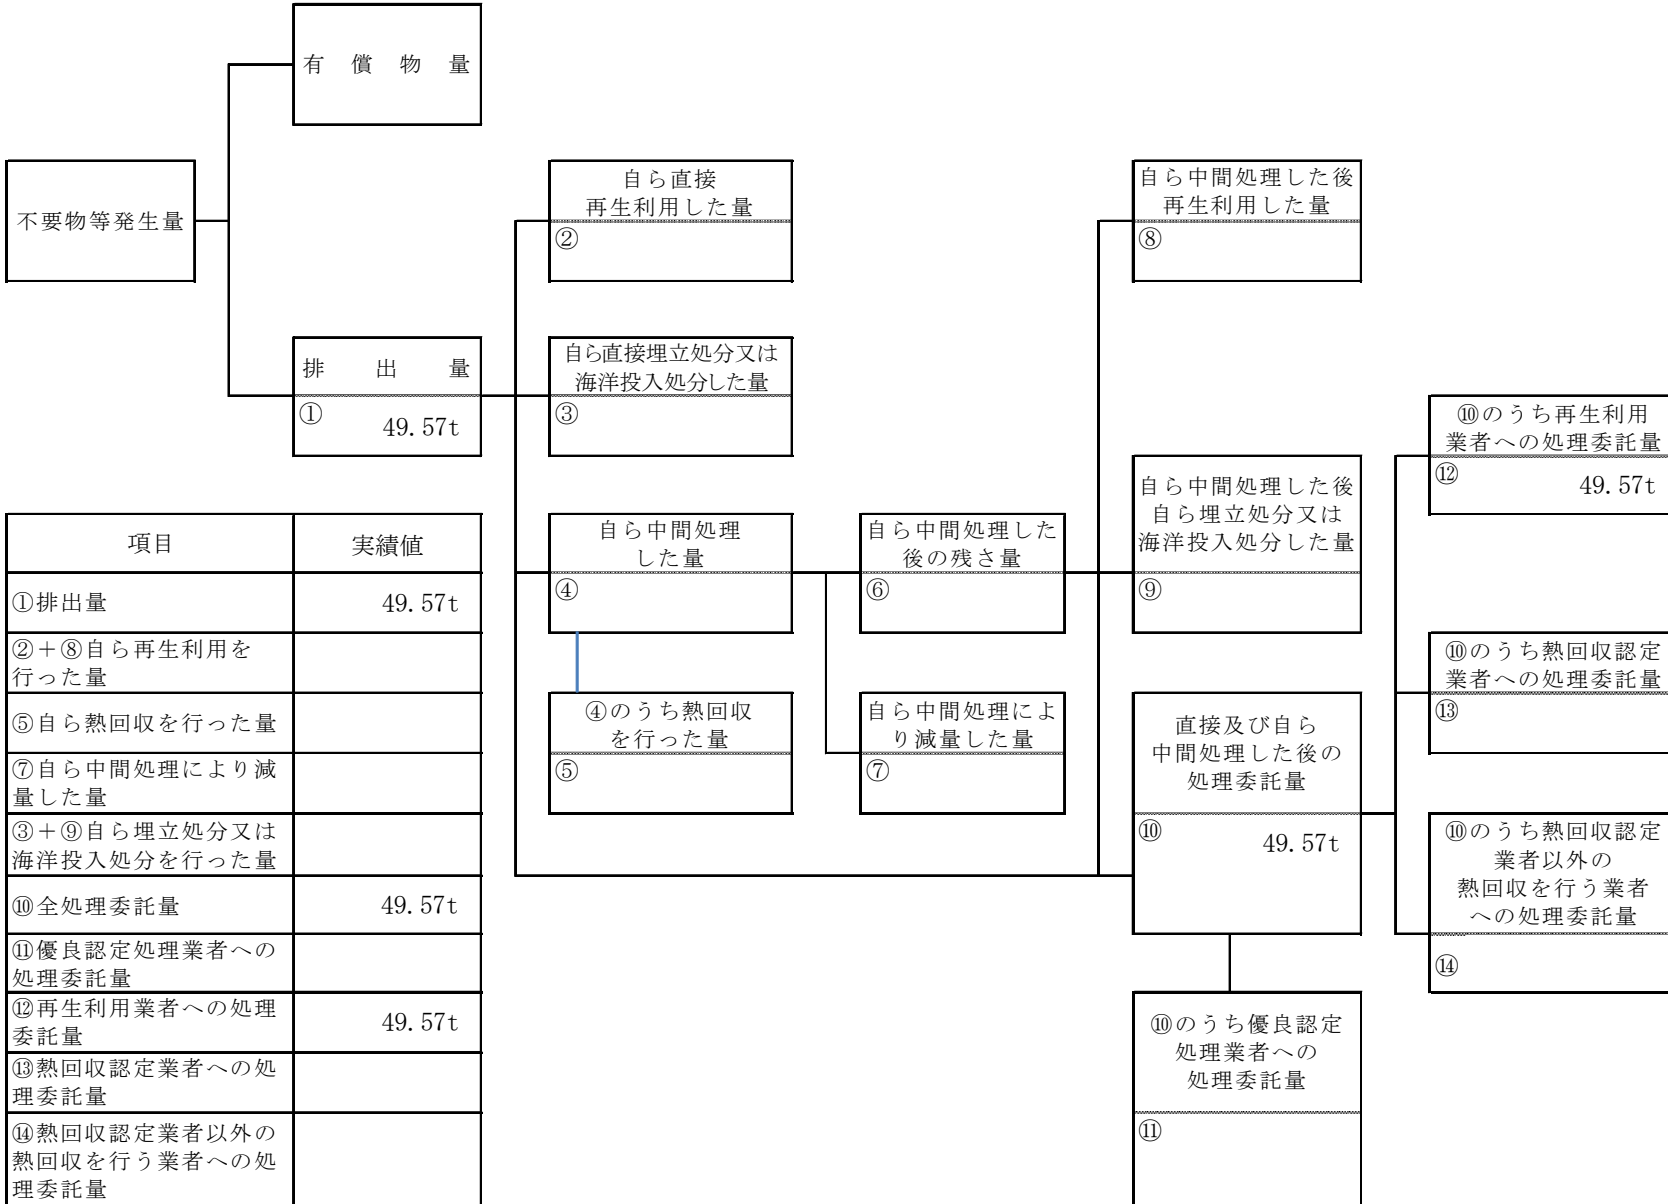 有償物量
不要物等発生量
排出量
① 49.57t
自ら直接
再生利用した量
②
自ら直接埋立処分又は
海洋投入処分した量
③
自ら中間処理
した量
④
④のうち熱回収
を行った量
⑤
自ら中間処理した
後の残さ量
⑥
自ら中間処理によ
り減量した量
⑦
自ら中間処理した後
再生利用した量
⑧
自ら中間処理した後
自ら埋立処分又は
海洋投入処分した量
⑨
直接及び自ら
中間処理した後の
処理委託量
⑩ 49.57t
⑩のうち優良認定
処理業者への
処理委託量
⑪
⑩のうち再生利用
業者への処理委託量
⑫ 49.57t
⑩のうち熱回収認定
業者への処理委託量
⑬
⑩のうち熱回収認定
業者以外の
熱回収を行う業者
への処理委託量
⑭
項目 実績値
①排出量 49.57t
②＋⑧自ら再生利用を
行った量
⑤自ら熱回収を行った量
⑦自ら中間処理により減
量した量
③＋⑨自ら埋立処分又は
海洋投入処分を行った量
⑩全処理委託量 49.57t
⑪優良認定処理業者への
処理委託量
⑫再生利用業者への処理
委託量 49.57t
⑬熱回収認定業者への処
理委託量
⑭熱回収認定業者以外の
熱回収を行う業者への処
理委託量